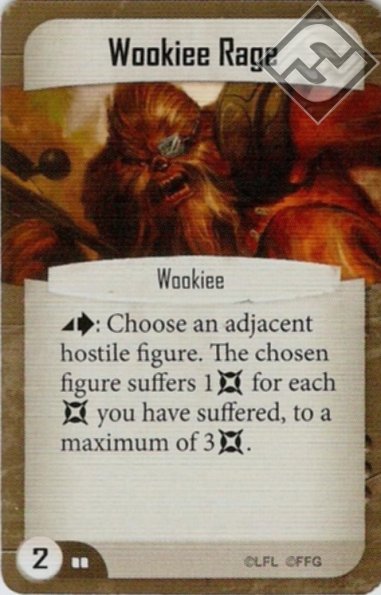 Wookiee Rage
Wookiee
: Choose an adjacent
hostile figure. The chosen
figure suffers 1 for each
you have suffered, to a
maximum of 3.
2
©LFL ©FFG